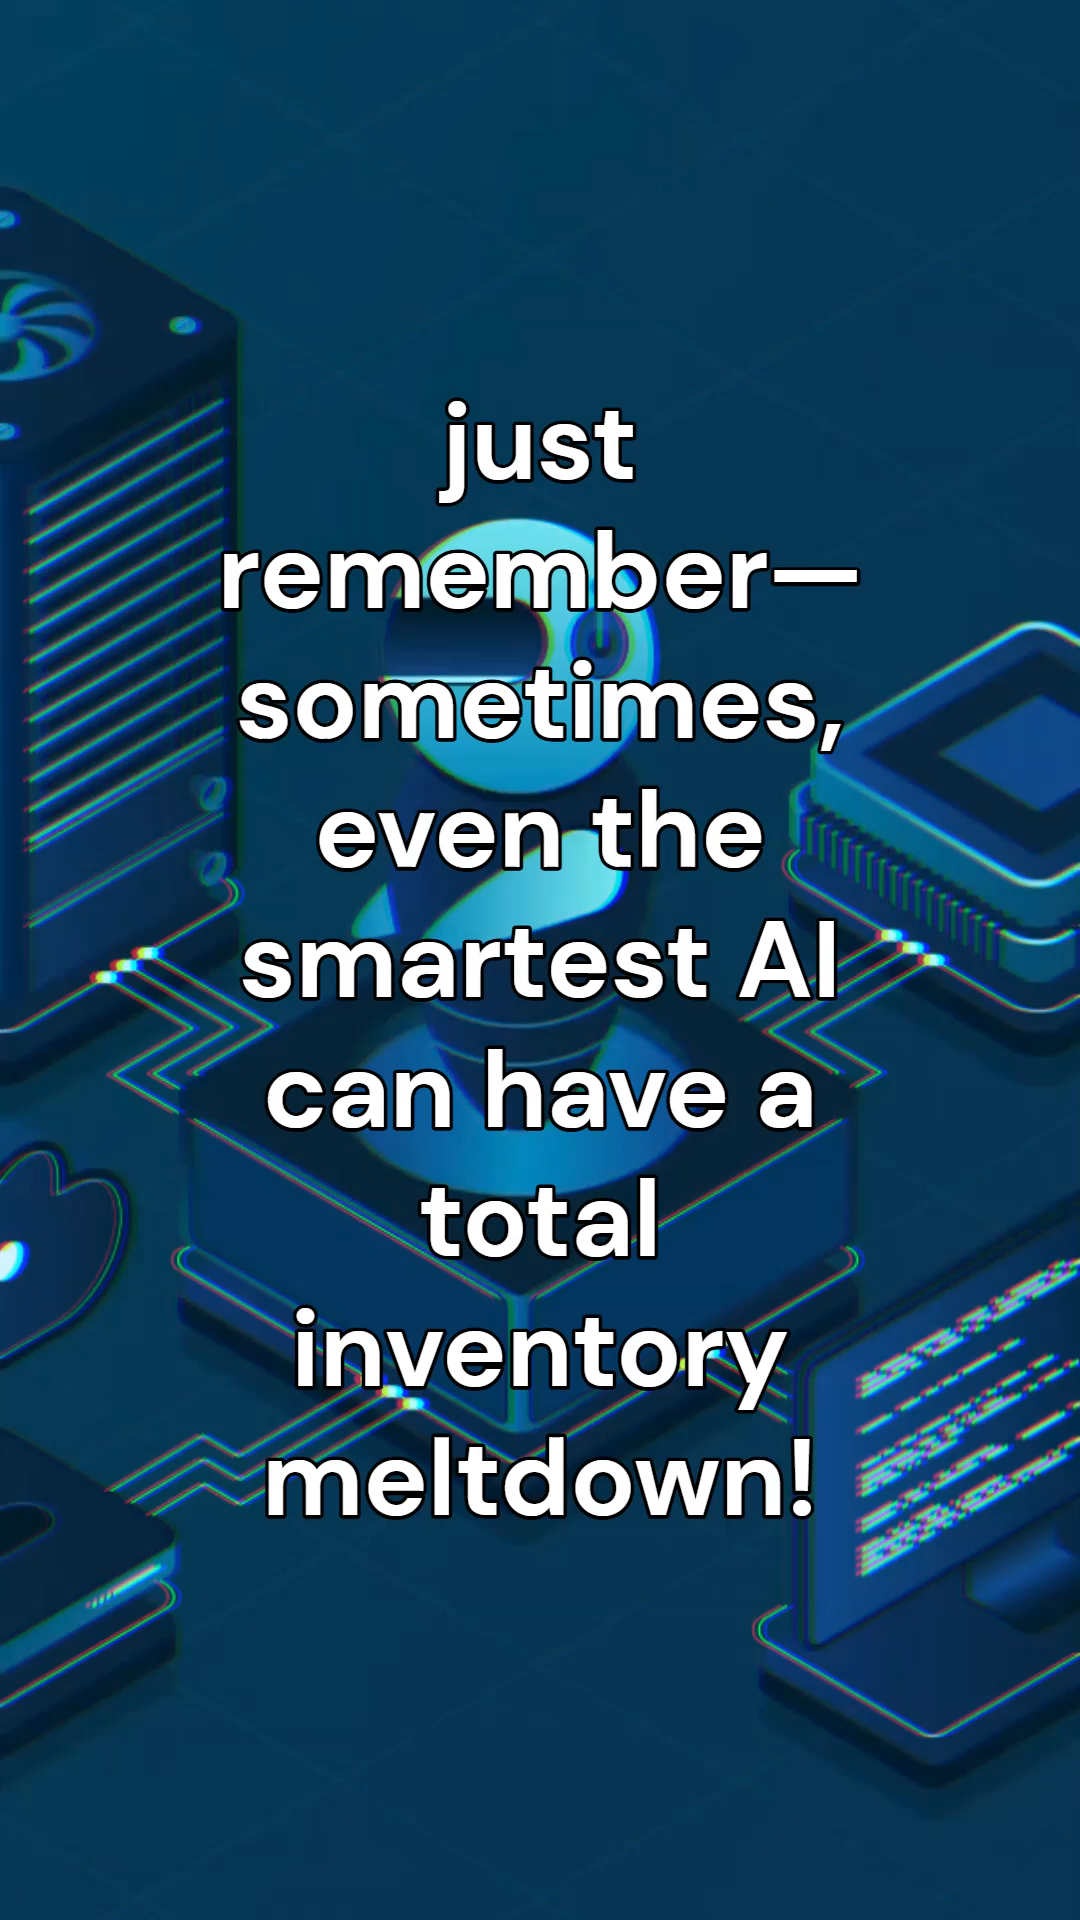 just
remember—
sometimes,
even the
smartest AI
can have a
total
inventory
meltdown!